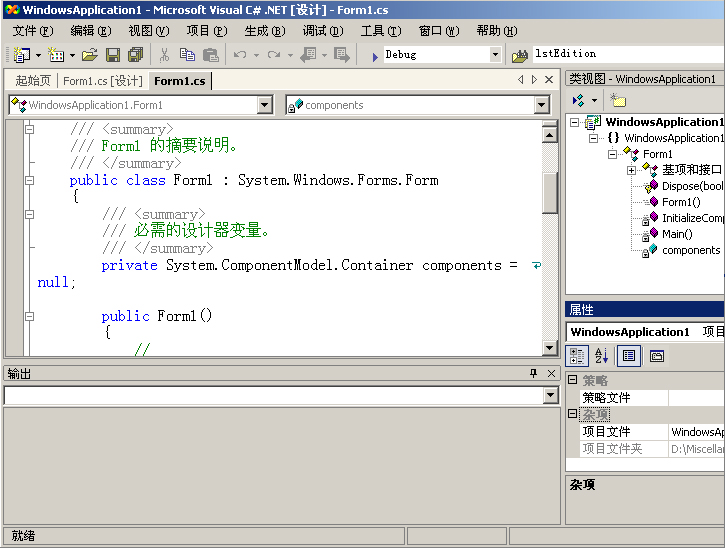 WindowsApplication1 - Microsoft Visual C# .NET [设计] - Form1.cs
文件(F) 编辑(E) 视图(V) 项目(P) 生成(B) 调试(D) 工具(T) 窗口(W) 帮助(H)
Debug lstEdition
起始页 Form1.cs [设计] Form1.cs
WindowsApplication1.Form1 components
/// <summary>
/// Form1 的摘要说明。
/// </summary>
public class Form1 : System.Windows.Forms.Form
{
/// <summary>
/// 必需的设计器变量。
/// </summary>
private System.ComponentModel.Container components =
null;
public Form1()
{
//
输出
类视图 - WindowsApplication1
WindowsApplication1
{} WindowsApplication1
Form1
基项和接口
Dispose(bool
Form1()
InitializeComp
Main()
components
属性
WindowsApplication1 项目
策略
策略文件
杂项
项目文件 WindowsAp
项目文件夹 D:\Miscellar
杂项
就绪